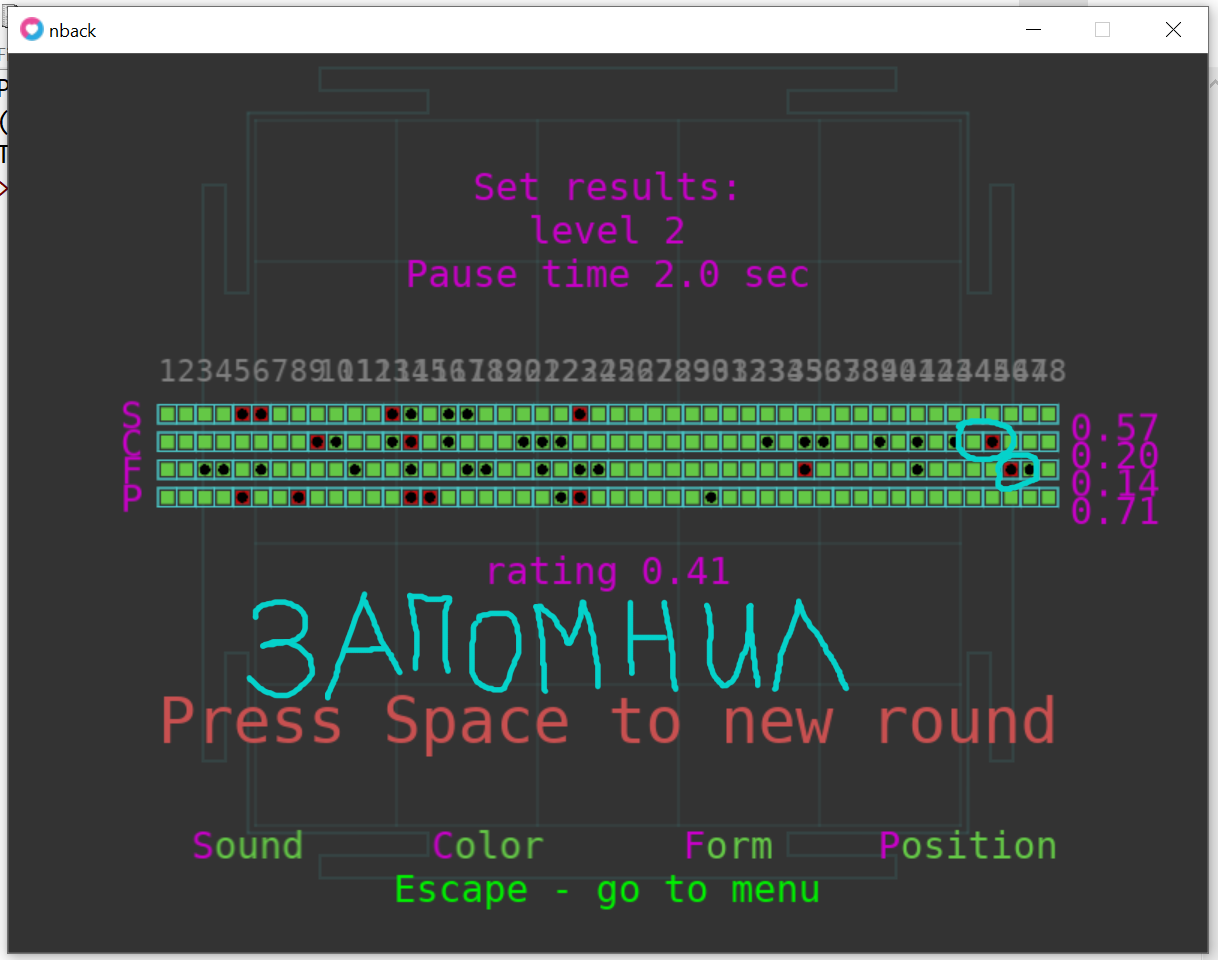 nback
Set results:
level 2
Pause time 2.0 sec
S
C
F
P
0.57
0.20
0.14
0.71
rating 0.41
ЗАПОМНИЛ
Press Space to new round
Sound Color Form Position
Escape - go to menu